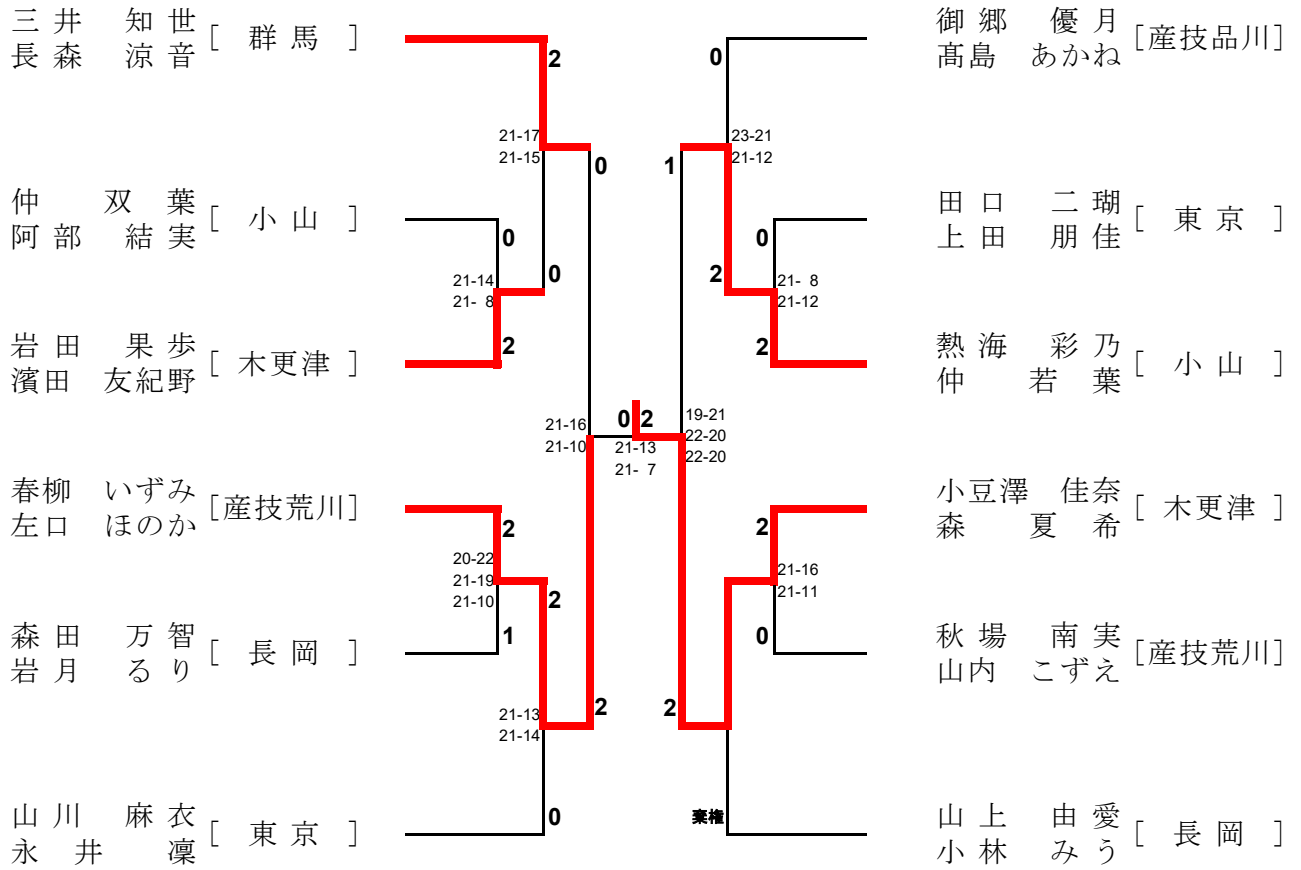 三井 知世 [ 群馬 ]
長森 涼音
2
21-17
21-15
0
仲 双葉 [ 小山 ]
阿部 結実
0
21-14
21- 8
0
岩田 果歩 [ 木更津 ]
濱田 友紀野
2
21-16
21-10
春柳 いずみ [産技荒川]
左口 ほのか
2
20-22
21-19
21-10
2
森田 万智 [ 長岡 ]
岩月 るり
1
21-13
21-14
2
山川 麻衣 [ 東京 ]
永井 凜
0
0 2
21-13
21- 7
御郷 優月 [産技品川]
髙島 あかね
0
23-21
21-12
1
田口 二瑚 [ 東京 ]
上田 朋佳
0
2
21- 8
21-12
熱海 彩乃 [ 小山 ]
仲 若葉
2
19-21
22-20
22-20
小豆澤 佳奈 [ 木更津 ]
森 夏希
2
21-16
21-11
秋場 南実 [産技荒川]
山内 こずえ
0
2
山上 由愛 [ 長岡 ]
小林 みう
棄権